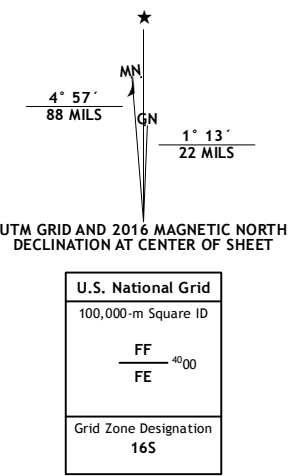 MN.
GN
4° 57´
88 MILS
1° 13´
22 MILS
UTM GRID AND 2016 MAGNETIC NORTH
DECLINATION AT CENTER OF SHEET
U.S. National Grid
100,000-m Square ID
FF
4000
FE
Grid Zone Designation
16S